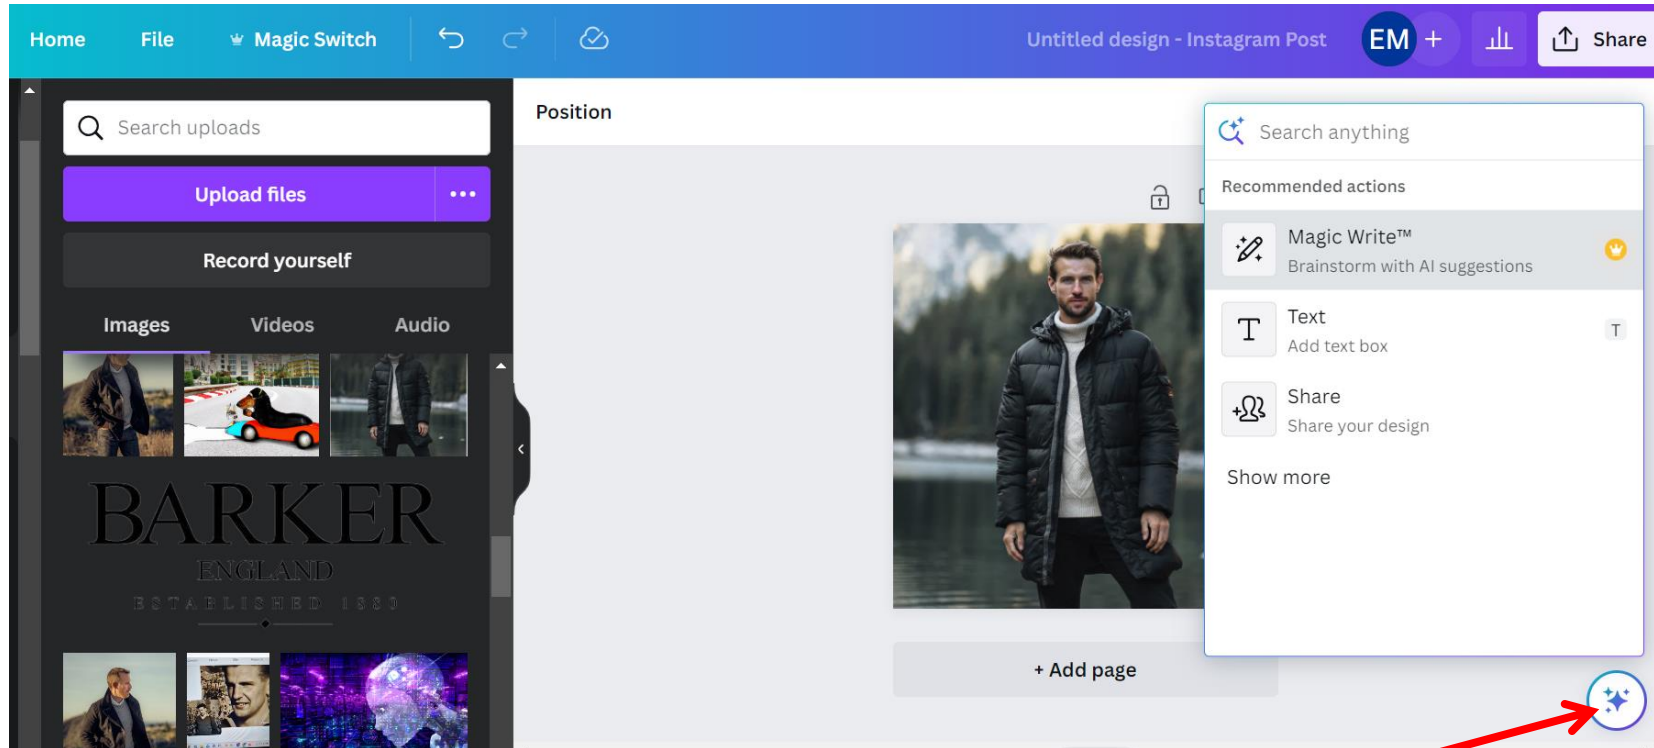 Home File Magic Switch Untitled design - Instagram Post EM + Share
Search uploads
Upload files
Record yourself
Images Videos Audio
BARKER
ENGLAND
ESTABLISHED 1880
Position
+ Add page
Search anything
Recommended actions
Magic Write™
Brainstorm with AI suggestions
Text
Add text box
T
Share
Share your design
Show more